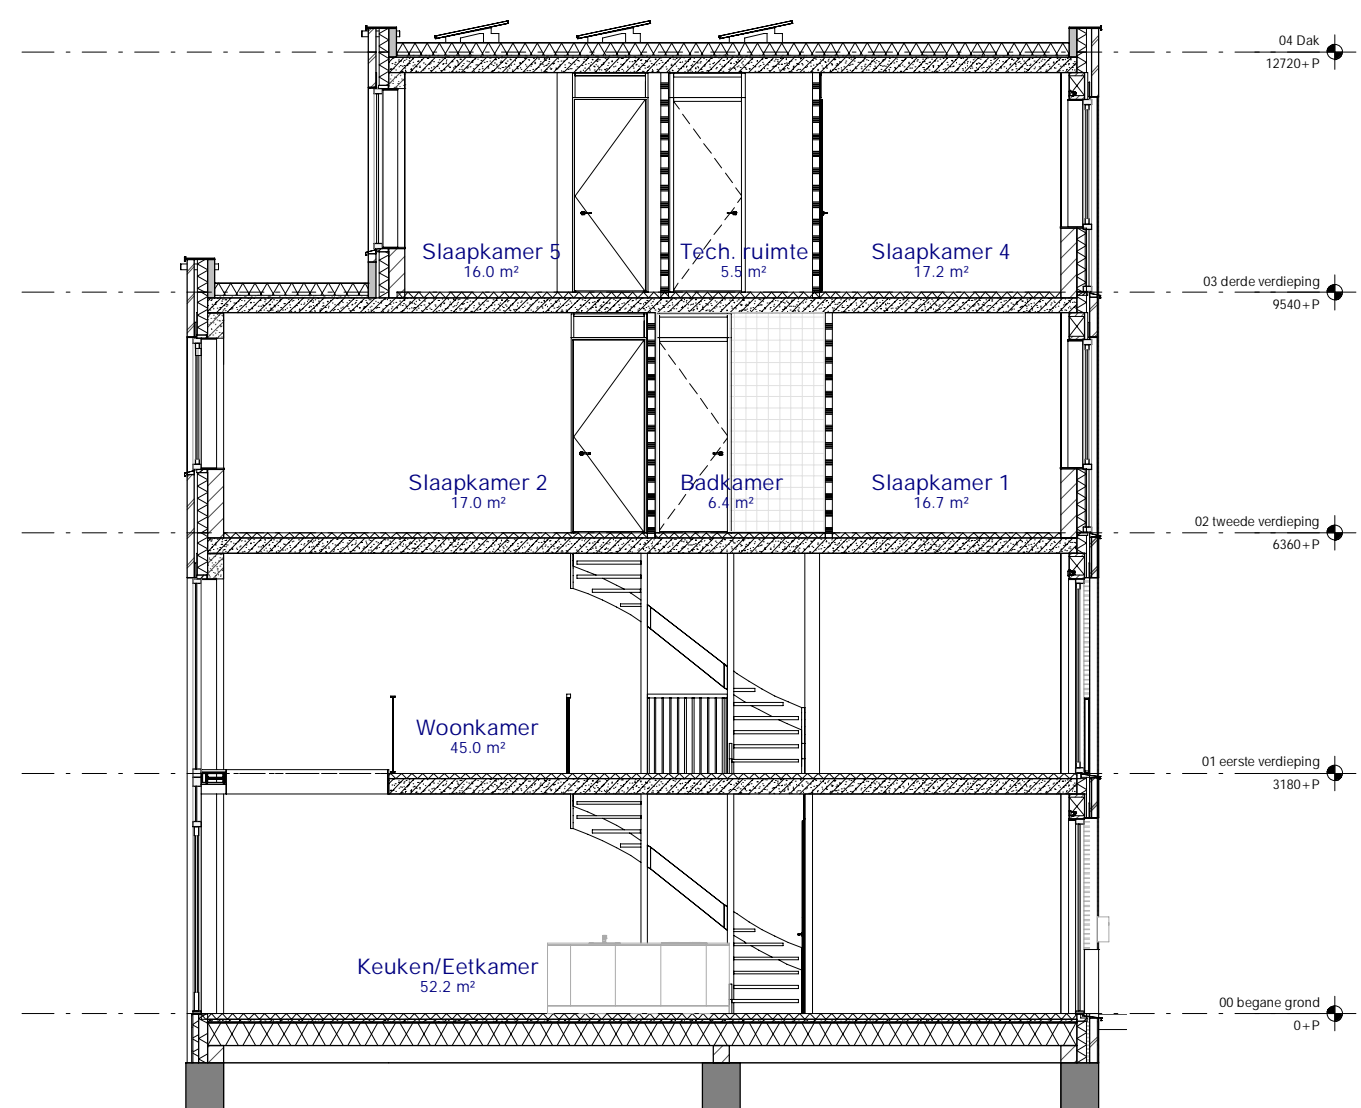 04 Dak
12720+P
Slaapkamer 5
16.0 m²
Tech. ruimte
5.5 m²
Slaapkamer 4
17.2 m²
03 derde verdieping
9540+P
Slaapkamer 2
17.0 m²
Badkamer
6.4 m²
Slaapkamer 1
16.7 m²
02 tweede verdieping
6360+P
Woonkamer
45.0 m²
01 eerste verdieping
3180+P
Keuken/Eetkamer
52.2 m²
00 begane grond
0+P